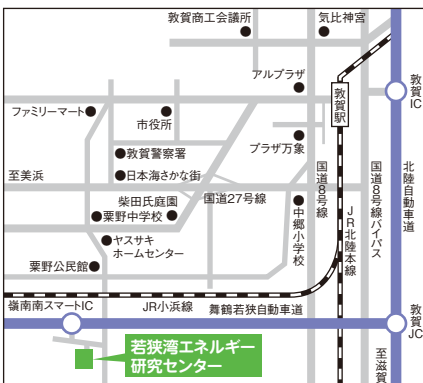 敦賀商工会議所
気比神宮
アルプラザ
敦賀IC
敦賀駅
ファミリーマート
市役所
プラザ万象
敦賀警察署
至美浜
日本海さかな街
国道27号線
国道8号線
国道8号線バイパス
北陸自動車道
柴田氏庭園
粟野中学校
中郷小学校
JR北陸本線
ヤスサキ
ホームセンター
粟野公民館
嶺南南スマートIC
JR小浜線
舞鶴若狭自動車道
敦賀JC
至滋賀
若狭湾エネルギー
研究センター